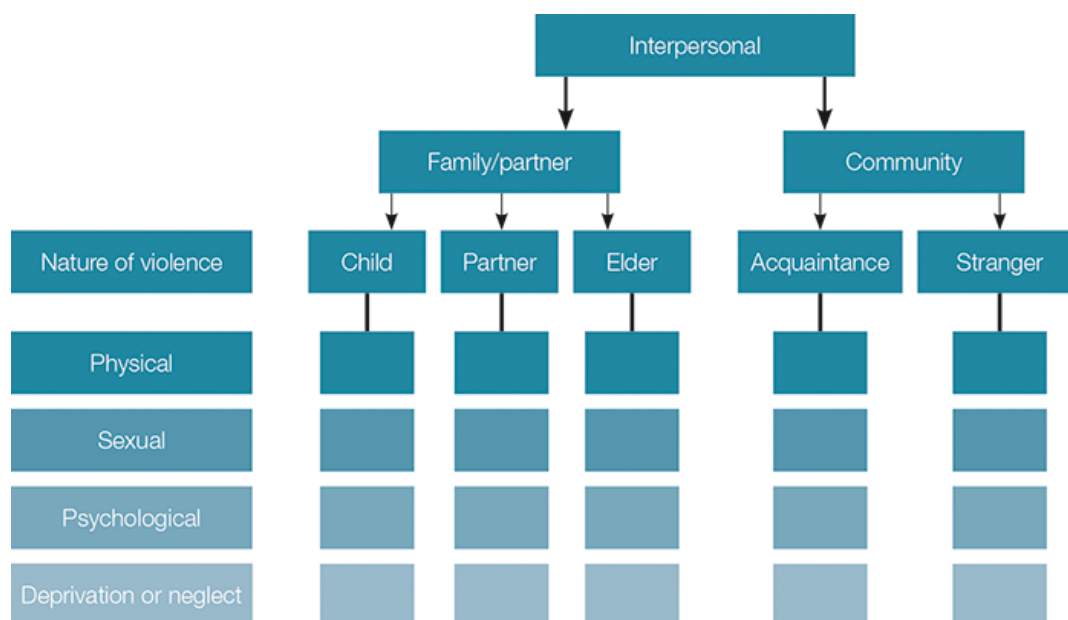 Interpersonal
Family/partner
Community
Nature of violence
Child
Partner
Elder
Acquaintance
Stranger
Physical
Sexual
Psychological
Deprivation or neglect